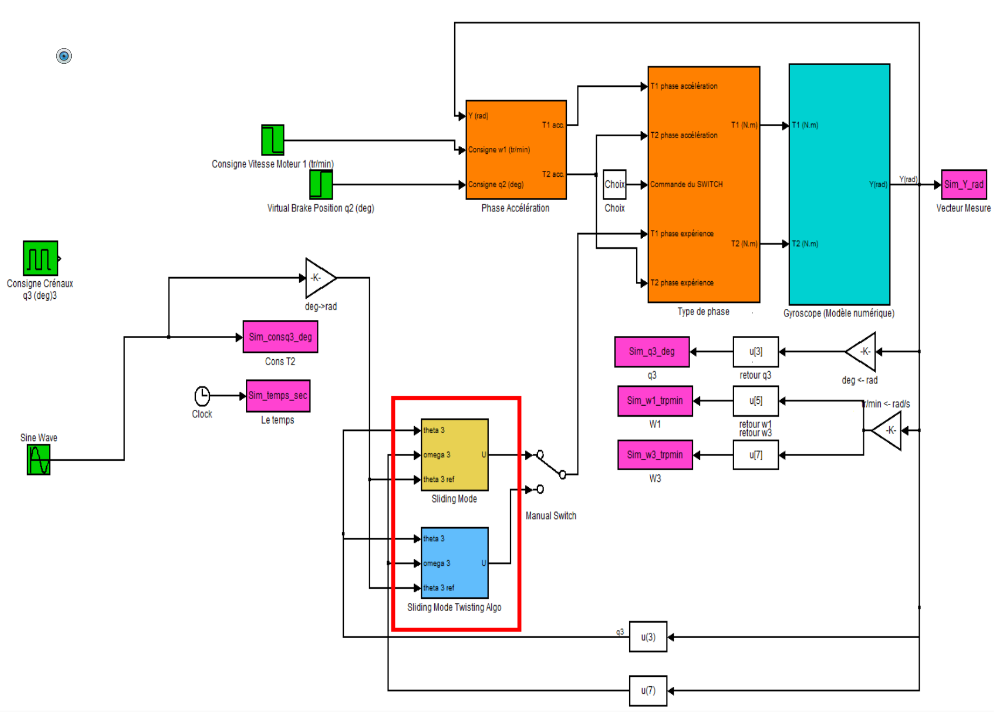 Y (rad)
Consigne w1 (tr/min)
Consigne q2 (deg)
T1 acc
T2 acc
Phase Accélération
Consigne Vitesse Moteur 1 (tr/min)
Virtual Brake Position q2 (deg)
Choix
Choix
T1 phase accélération
T2 phase accélération
Commande du SWITCH
T1 phase expérience
T2 phase expérience
T1 (N.m)
T2 (N.m)
Type de phase
T1 (N.m)
T2 (N.m)
Y(rad)
Gyroscope (Modèle numérique)
Y(rad)
Sim_Y_rad
Vecteur Mesure
Consigne Crénaux
q3 (deg)3
-K-
deg->rad
Sim_consq3_deg
Cons T2
Clock
Sim_temps_sec
Le temps
Sine Wave
theta 3
omega 3
theta 3 ref
U
Sliding Mode
theta 3
omega 3
theta 3 ref
U
Sliding Mode Twisting Algo
Manual Switch
Sim_q3_deg
q3
u[3]
retour q3
-K-
deg <- rad
Sim_w1_trpmin
W1
u[5]
retour w1
retour w3
r/min <- rad/s
-K-
Sim_w3_trpmin
W3
u[7]
q3
u(3)
u(7)